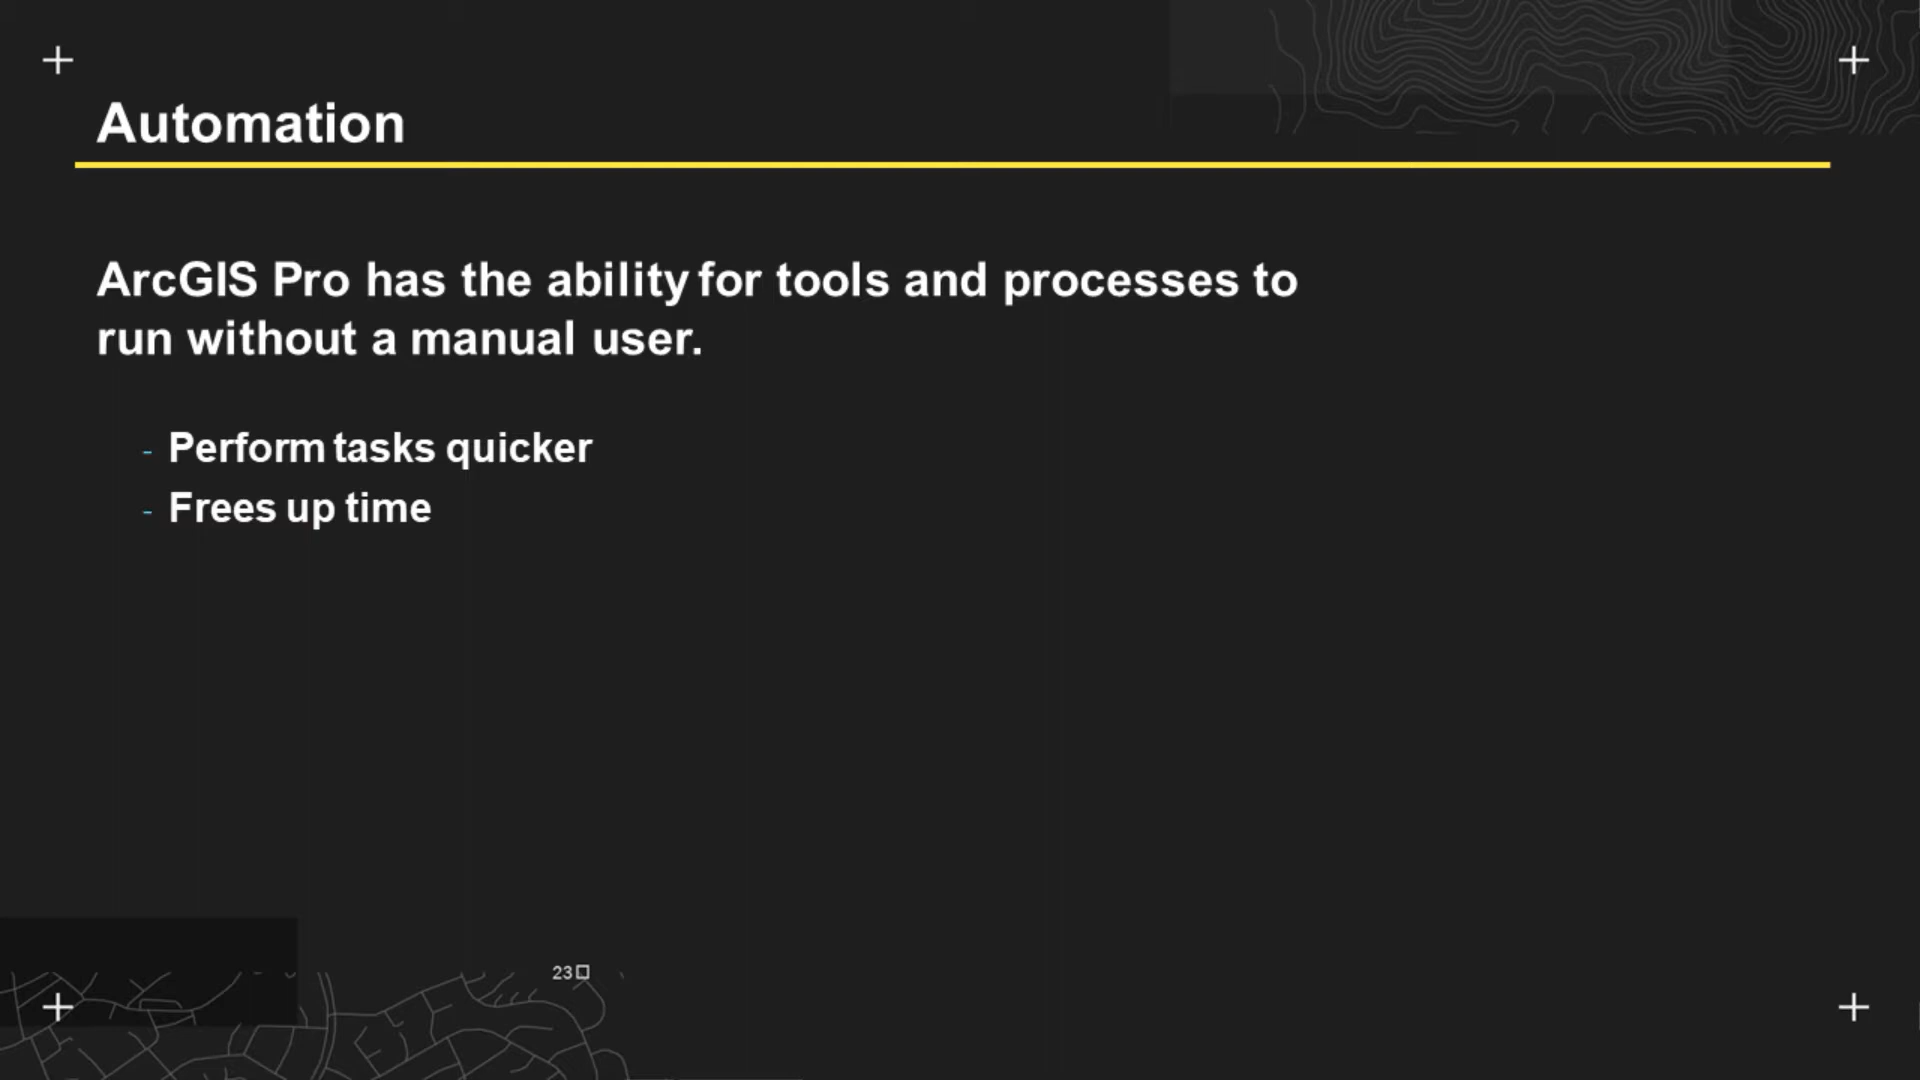 Automation
ArcGIS Pro has the ability for tools and processes to
run without a manual user.
- Perform tasks quicker
- Frees up time
23